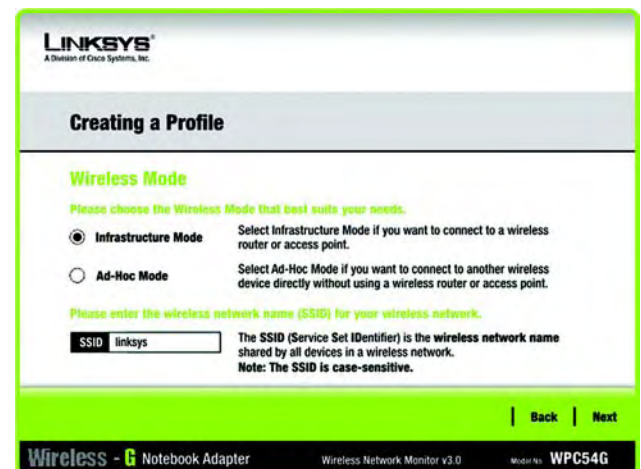 LINKSYS®
A Division of Cisco Systems, Inc.
Creating a Profile
Wireless Mode
Please choose the Wireless Mode that best suits your needs.
Infrastructure Mode
Select Infrastructure Mode if you want to connect to a wireless
router or access point.
Ad-Hoc Mode
Select Ad-Hoc Mode if you want to connect to another wireless
device directly without using a wireless router or access point.
Please enter the wireless network name (SSID) for your wireless network.
SSID linksys
The SSID (Service Set IDentifier) is the wireless network name
shared by all devices in a wireless network.
Note: The SSID is case-sensitive.
Back Next
Wireless - G Notebook Adapter Wireless Network Monitor v3.0 Model No. WPC54G